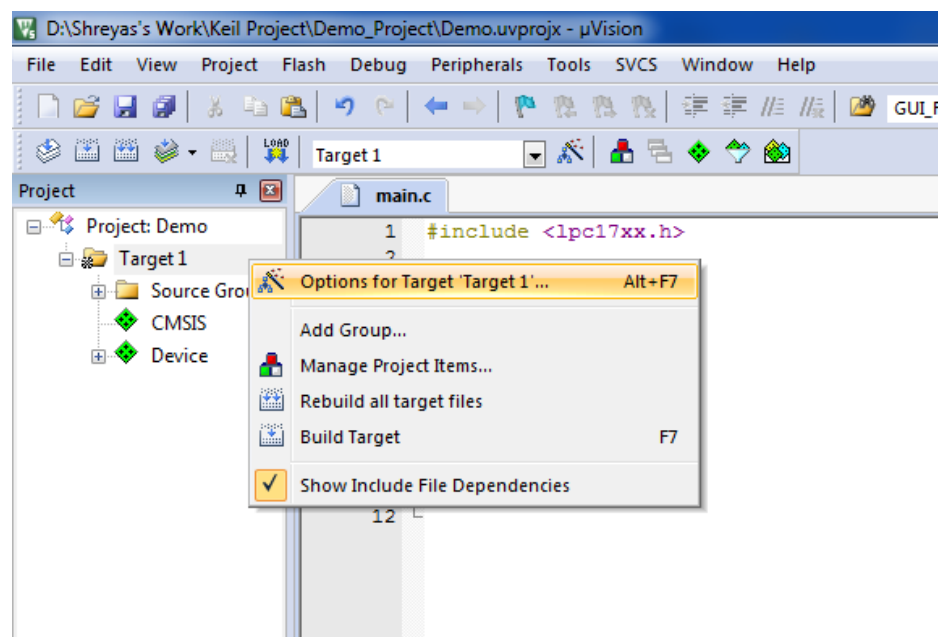 D:\Shreyas's Work\Keil Project\Demo_Project\Demo.uvprojx - µVision
File Edit View Project Flash Debug Peripherals Tools SVCS Window Help
GUI_F
LOAD
Target 1
Project
main.c
Project: Demo
1 #include <lpc17xx.h>
Target 1
2
Source Grou
Options for Target 'Target 1'... Alt+F7
CMSIS
Add Group...
Device
Manage Project Items...
Rebuild all target files
Build Target F7
Show Include File Dependencies
12